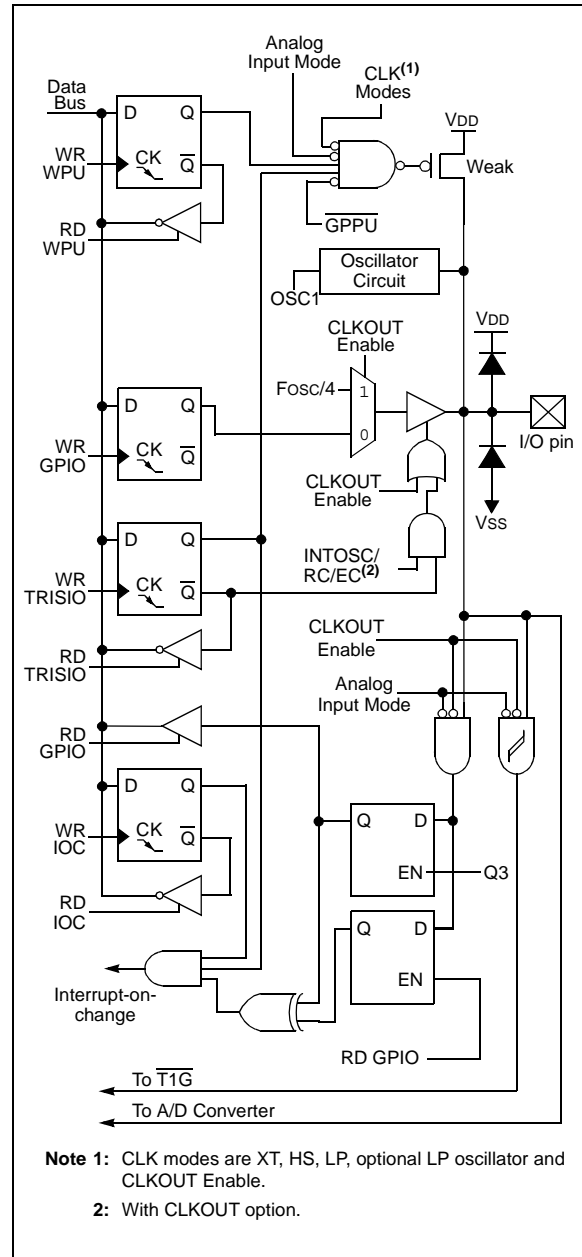 Analog
Input Mode
CLK(1)
Modes
Data
Bus
D Q
WR
WPU
CK Q̅
VDD
Weak
RD
WPU
G̅P̅P̅U̅
Oscillator
Circuit
OSC1
CLKOUT
Enable
VDD
FOSC/4
1
0
D Q
WR
GPIO
CK Q̅
I/O pin
CLKOUT
Enable
VSS
D Q
WR
TRISIO
CK Q̅
INTOSC/
RC/EC(2)
RD
TRISIO
CLKOUT
Enable
Analog
Input Mode
RD
GPIO
D Q
WR
IOC
CK Q̅
Q D
EN
Q3
RD
IOC
Q D
EN
Interrupt-on-
change
RD GPIO
To T̅1̅G̅
To A/D Converter
Note 1: CLK modes are XT, HS, LP, optional LP oscillator and
CLKOUT Enable.
2: With CLKOUT option.